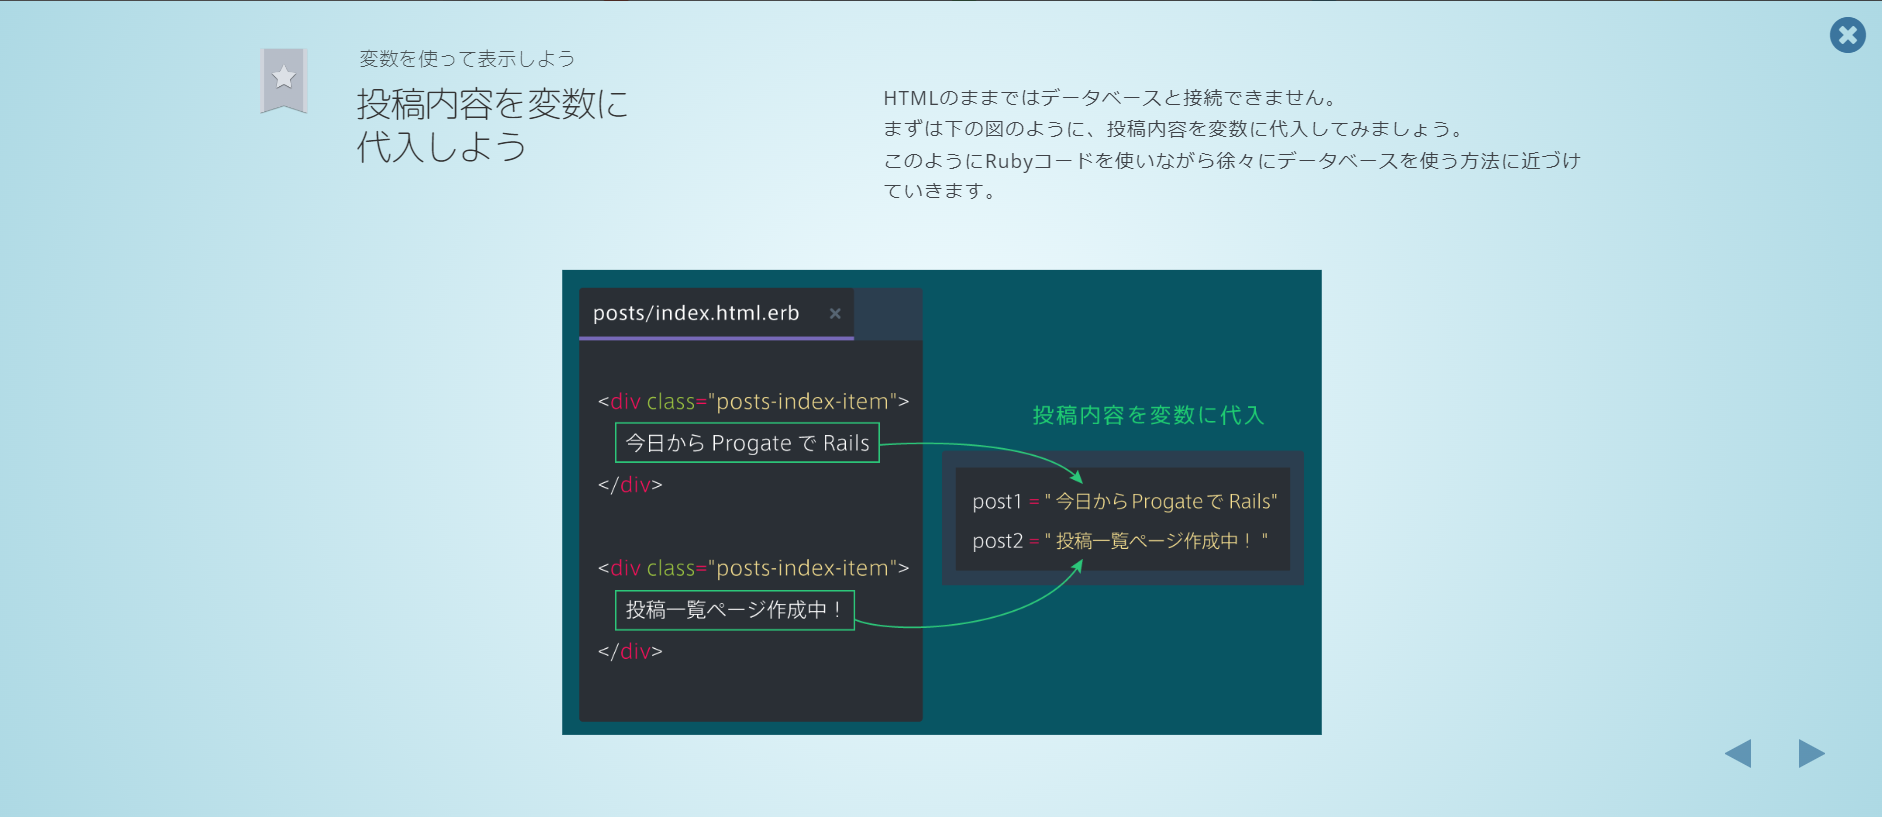 変数を使って表示しよう
投稿内容を変数に
代入しよう
HTMLのままではデータベースと接続できません。
まずは下の図のように、投稿内容を変数に代入してみましょう。
このようにRubyコードを使いながら徐々にデータベースを使う方法に近づけ
ていきます。
posts/index.html.erb ×
<div class="posts-index-item">
今日から Progate で Rails
</div>
<div class="posts-index-item">
投稿一覧ページ作成中！
</div>
投稿内容を変数に代入
post1 = " 今日から Progate で Rails"
post2 = " 投稿一覧ページ作成中！ "